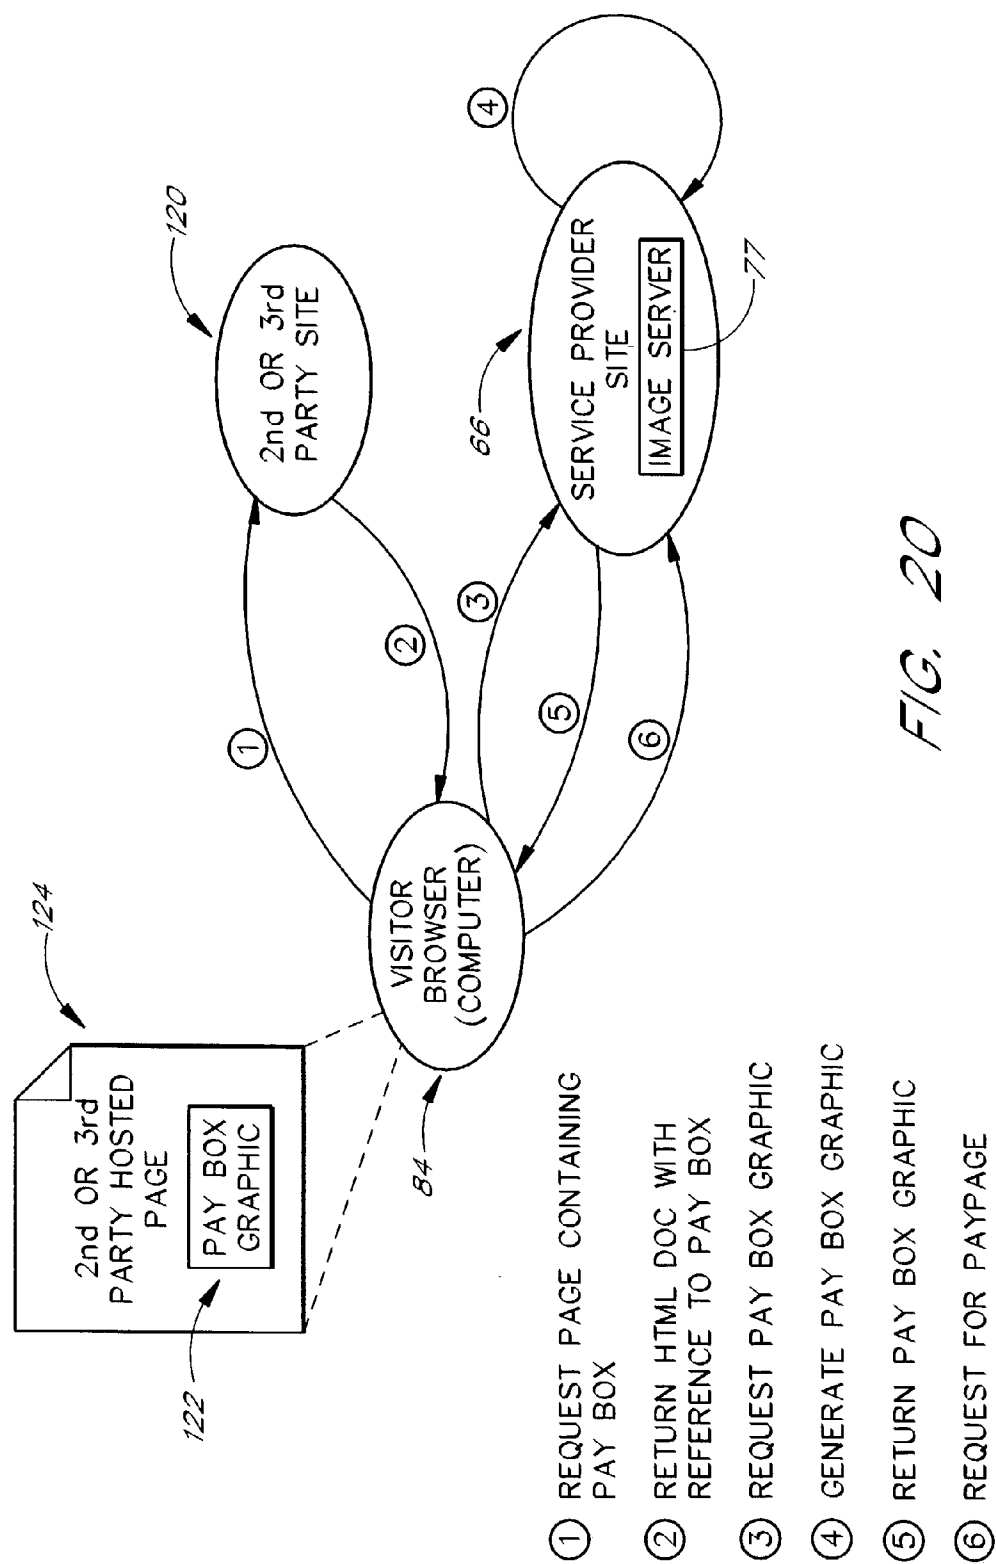 2nd OR 3rd
PARTY HOSTED
PAGE
PAY BOX
GRAPHIC
124
122
VISITOR
BROWSER
(COMPUTER)
84
2nd OR 3rd
PARTY SITE
120
SERVICE PROVIDER
SITE
IMAGE SERVER
66
77
1
2
3
4
5
6
1 REQUEST PAGE CONTAINING
PAY BOX
2 RETURN HTML DOC WITH
REFERENCE TO PAY BOX
3 REQUEST PAY BOX GRAPHIC
4 GENERATE PAY BOX GRAPHIC
5 RETURN PAY BOX GRAPHIC
6 REQUEST FOR PAYPAGE
FIG. 20